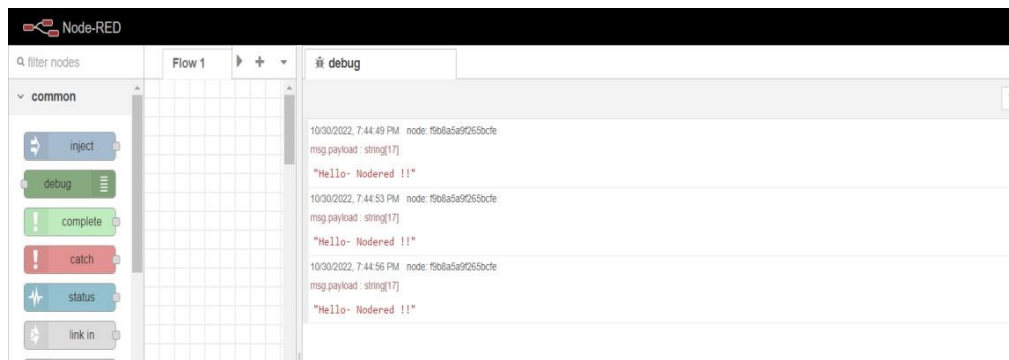 Node-RED
filter nodes
Flow 1
debug
common
inject
debug
complete
catch
status
link in
10/30/2022, 7:44:49 PM node: f9b8a5a9f265bcfe
msg.payload : string[17]
"Hello- Nodered !!"
10/30/2022, 7:44:53 PM node: f9b8a5a9f265bcfe
msg.payload : string[17]
"Hello- Nodered !!"
10/30/2022, 7:44:56 PM node: f9b8a5a9f265bcfe
msg.payload : string[17]
"Hello- Nodered !!"